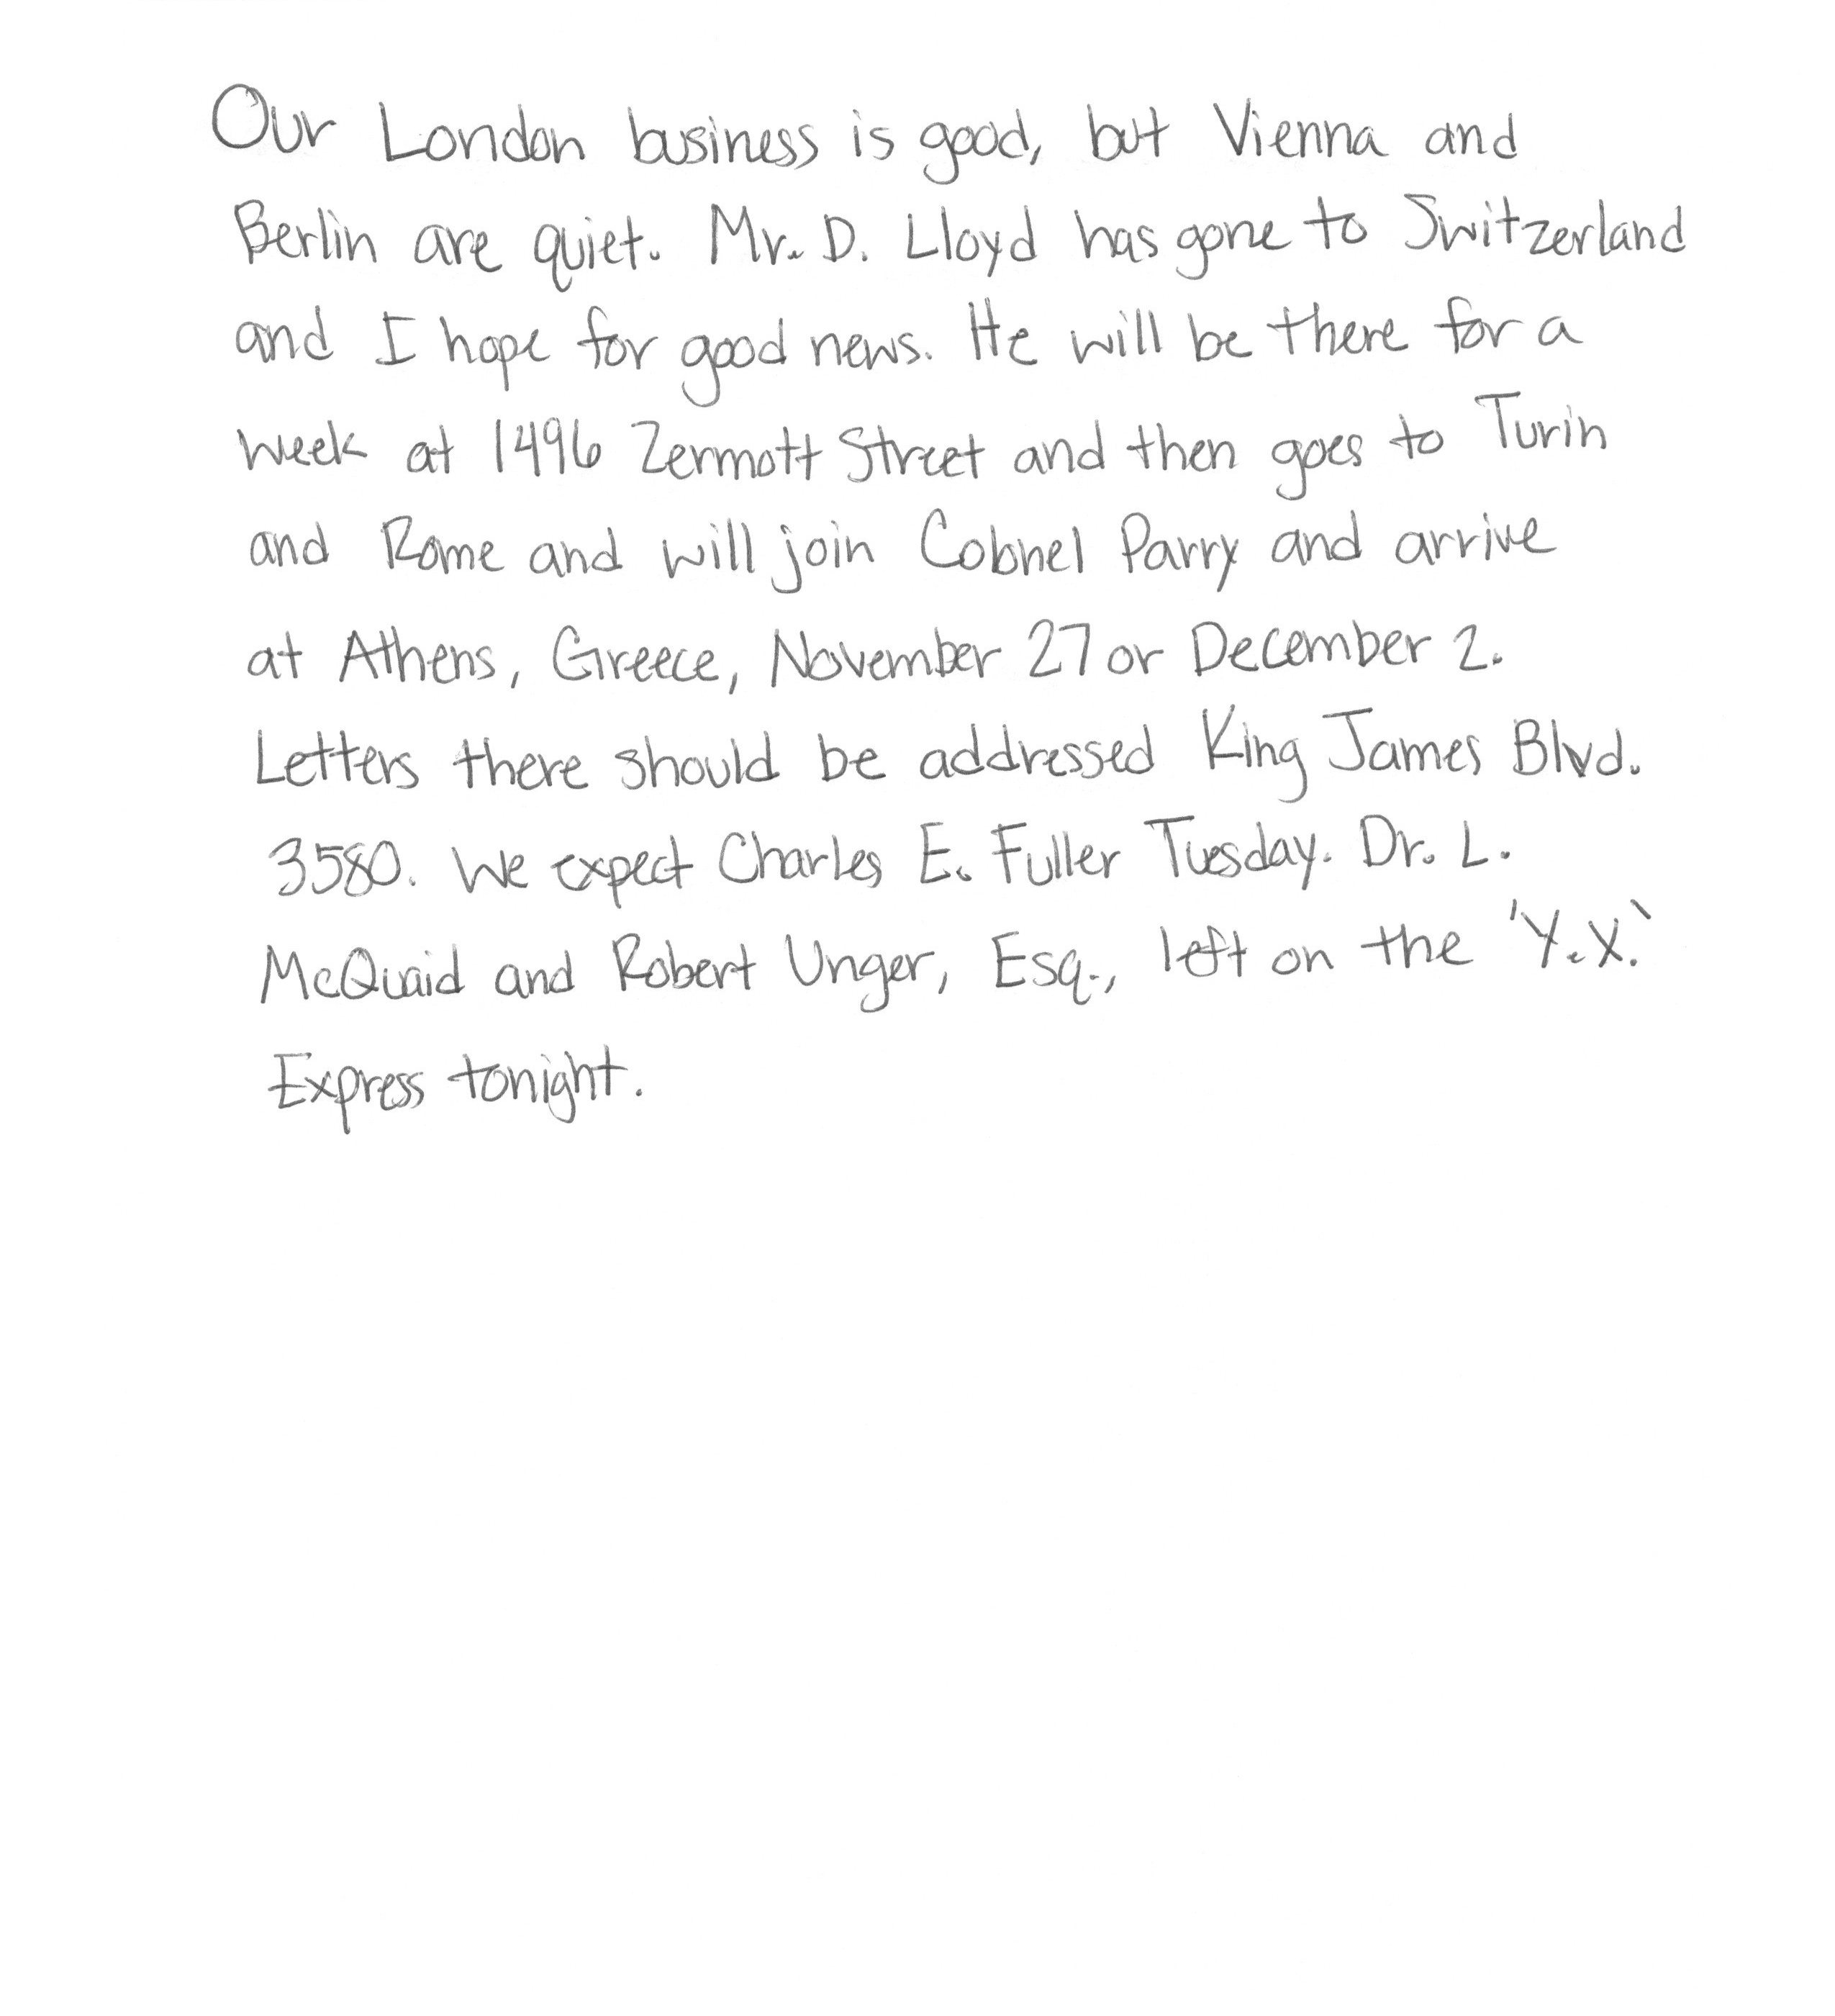 Our London business is good, but Vienna and
Berlin are quiet. Mr. D. Lloyd has gone to Switzerland
and I hope for good news. He will be there for a
week at 1496 Zermott Street and then goes to Turin
and Rome and will join Colonel Parry and arrive
at Athens, Greece, November 27 or December 2.
Letters there should be addressed King James Blvd.
3580. We expect Charles E. Fuller Tuesday. Dr. L.
McQuaid and Robert Unger, Esq., left on the 'Y.X.'
Express tonight.